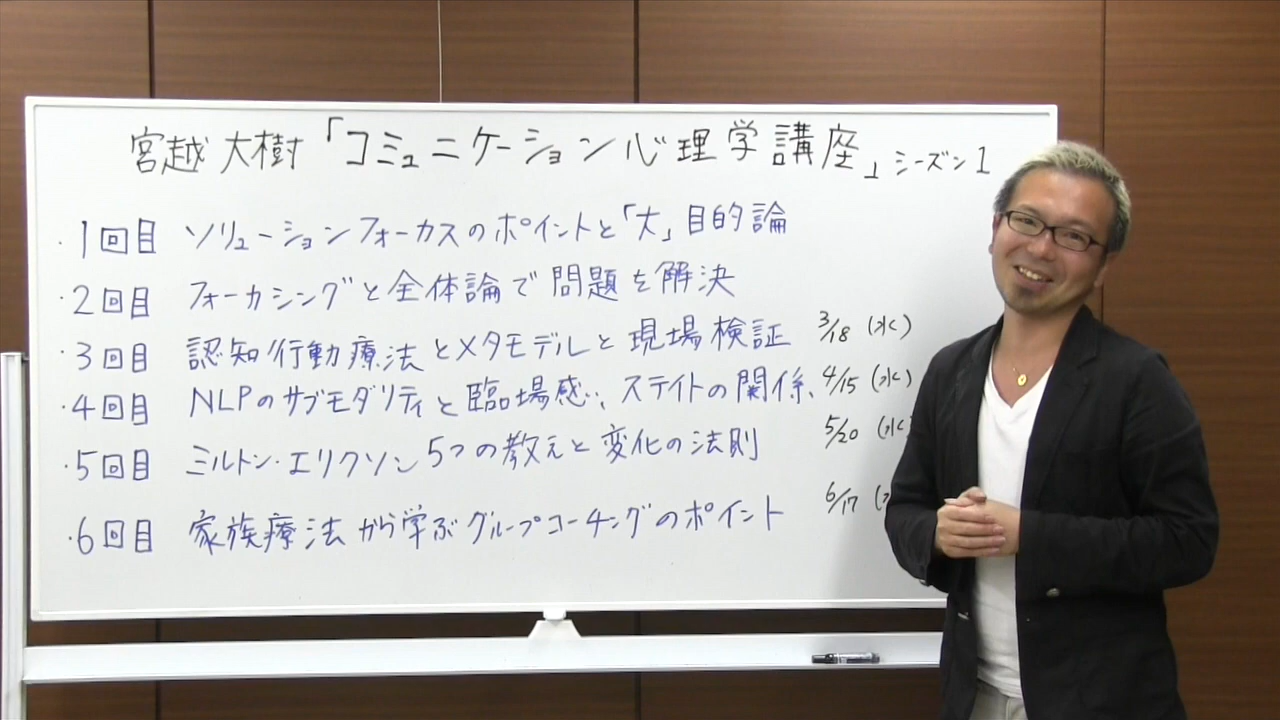 宮越大樹「コミュニケーション心理学講座」シーズン1
・1回目 ソリューションフォーカスのポイントと「大」目的論
・2回目 フォーカシングと全体論で問題を解決
・3回目 認知行動療法とメタモデルと現場検証 3/18 (水)
・4回目 NLPのサブモダリティと臨場感、ステイトの関係、 4/15 (水)
・5回目 ミルトン・エリクソン 5つの教えと変化の法則 5/20 (水)
・6回目 家族療法から学ぶグループコーチングのポイント 6/17